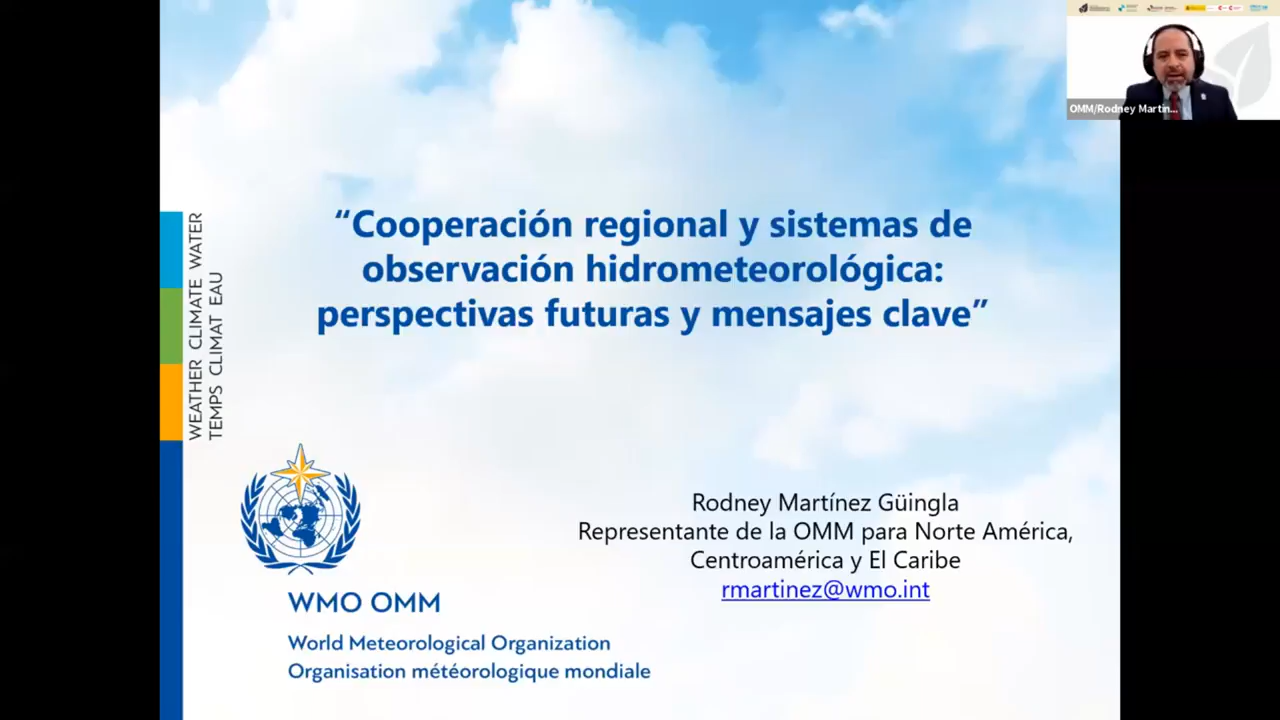 OMM/Rodney Martin...
“Cooperación regional y sistemas de
observación hidrometeorológica:
perspectivas futuras y mensajes clave”
WEATHER CLIMATE WATER
TEMPS CLIMAT EAU
Rodney Martínez Güingla
Representante de la OMM para Norte América,
Centroamérica y El Caribe
rmartinez@wmo.int
WMO OMM
World Meteorological Organization
Organisation météorologique mondiale